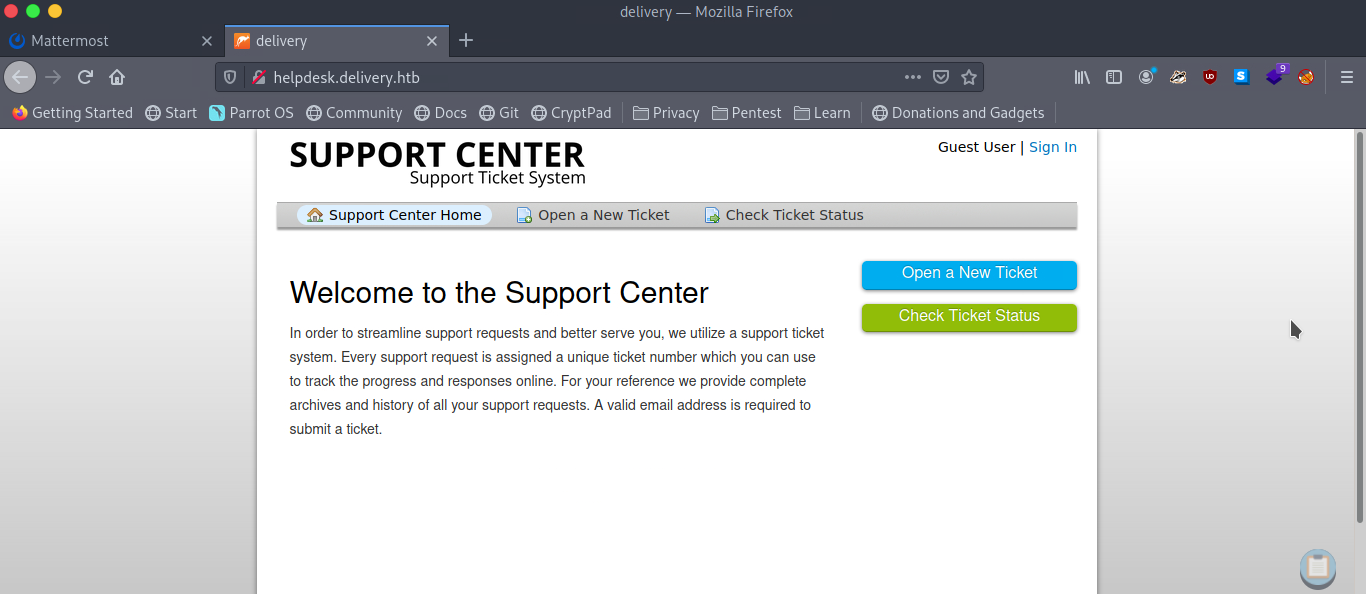 delivery — Mozilla Firefox
Mattermost
delivery
helpdesk.delivery.htb
9
Getting Started Start Parrot OS Community Docs Git CryptPad Privacy Pentest Learn Donations and Gadgets
SUPPORT CENTER
Support Ticket System
Guest User | Sign In
Support Center Home Open a New Ticket Check Ticket Status
Open a New Ticket
Check Ticket Status
Welcome to the Support Center
In order to streamline support requests and better serve you, we utilize a support ticket
system. Every support request is assigned a unique ticket number which you can use
to track the progress and responses online. For your reference we provide complete
archives and history of all your support requests. A valid email address is required to
submit a ticket.